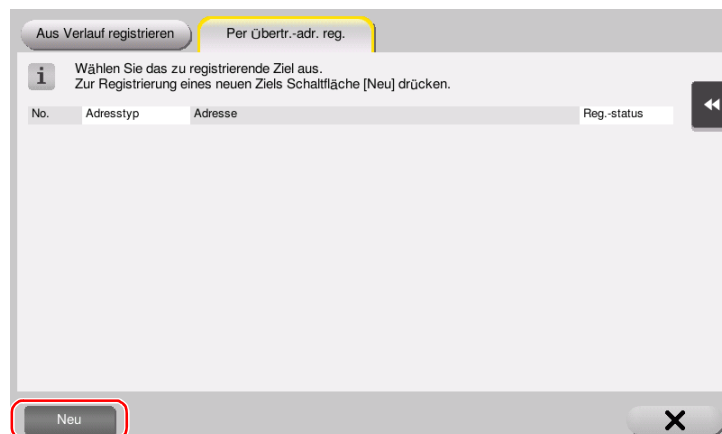 Aus Verlauf registrieren
Per Übertr.-adr. reg.
Wählen Sie das zu registrierende Ziel aus.
Zur Registrierung eines neuen Ziels Schaltfläche [Neu] drücken.
No. Adresstyp Adresse Reg.-status
Neu